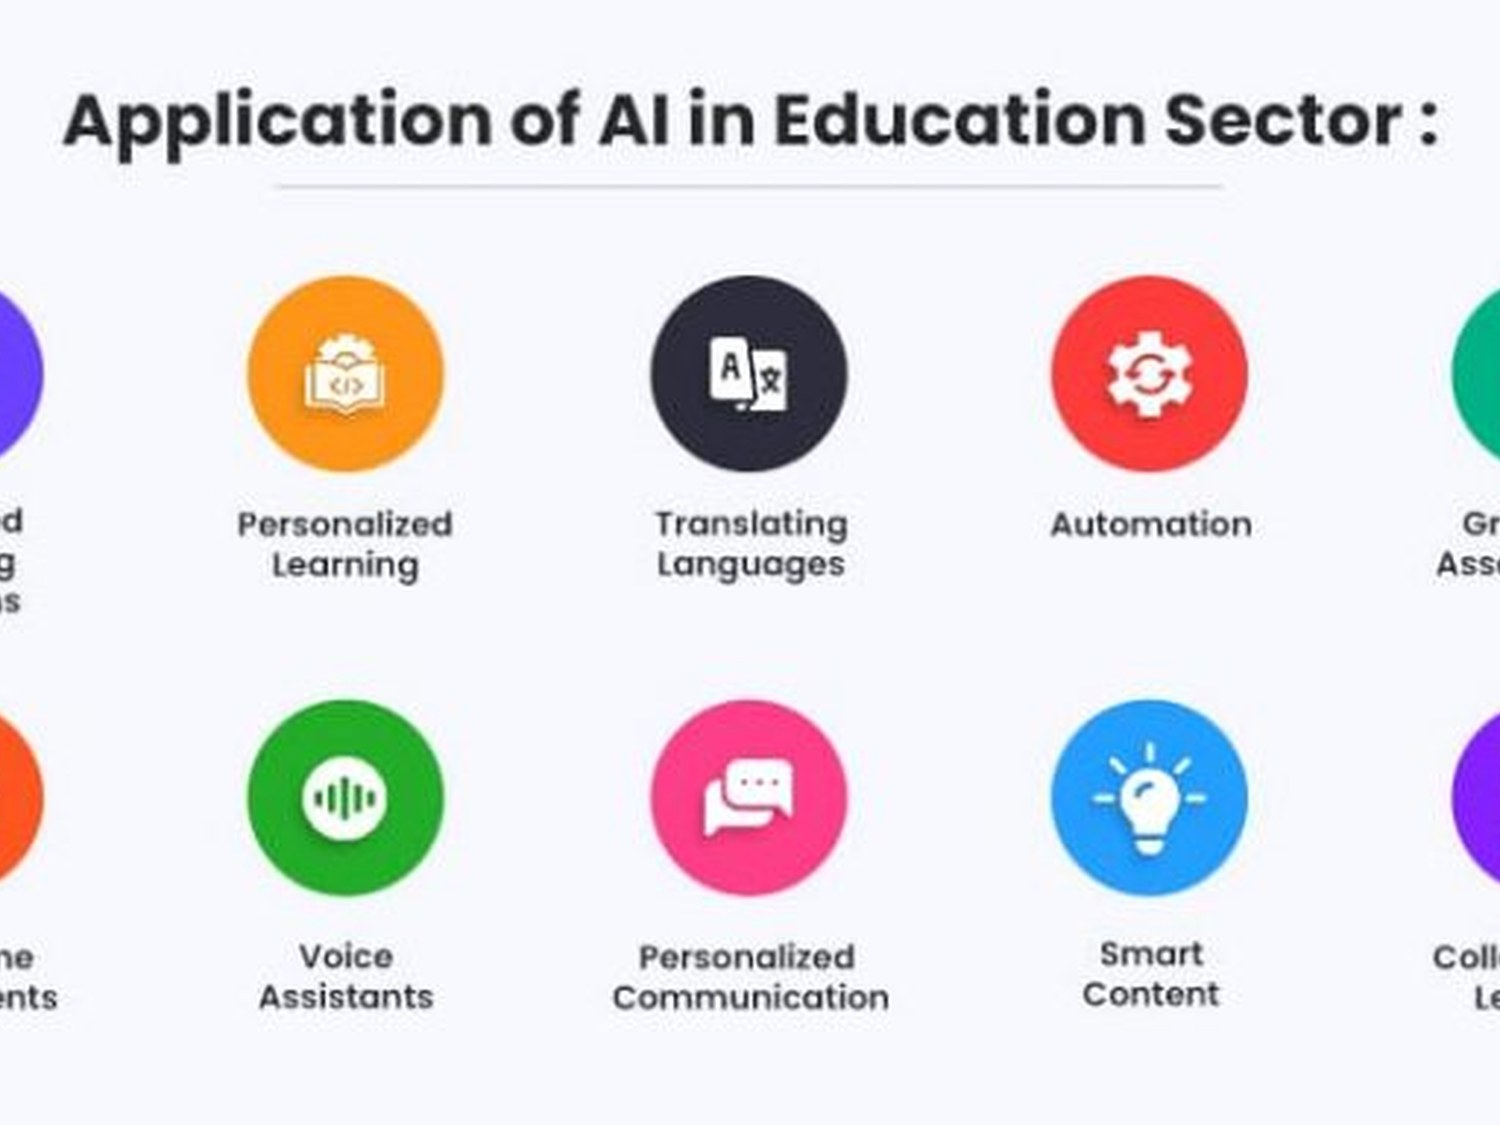 Application of AI in Education Sector :
Personalized
Learning
Translating
Languages
Automation
Voice
Assistants
Personalized
Communication
Smart
Content